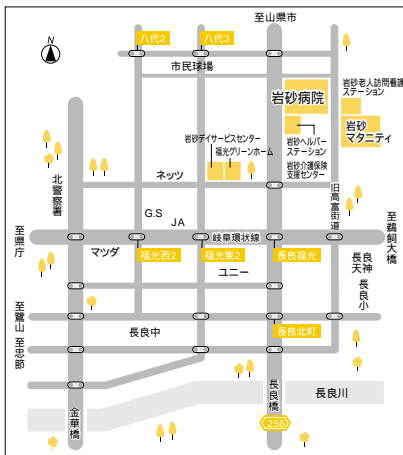 至山県市
八代2
八代3
N
市民球場
岩砂病院
岩砂老人訪問看護
ステーション
岩砂
マタニティ
岩砂デイサービスセンター
福光グリーンホーム
岩砂ヘルパー
ステーション
岩砂介護保険
支援センター
北警察署
ネッツ
旧高富街道
G.S
JA
至県庁
岐阜環状線
至鵜飼大橋
マツダ
福光西2
福光東2
長良福光
ユニー
長良
天神
長良小
至鷺山
至忠節
長良中
長良北町
長良川
金華橋
長良橋
256